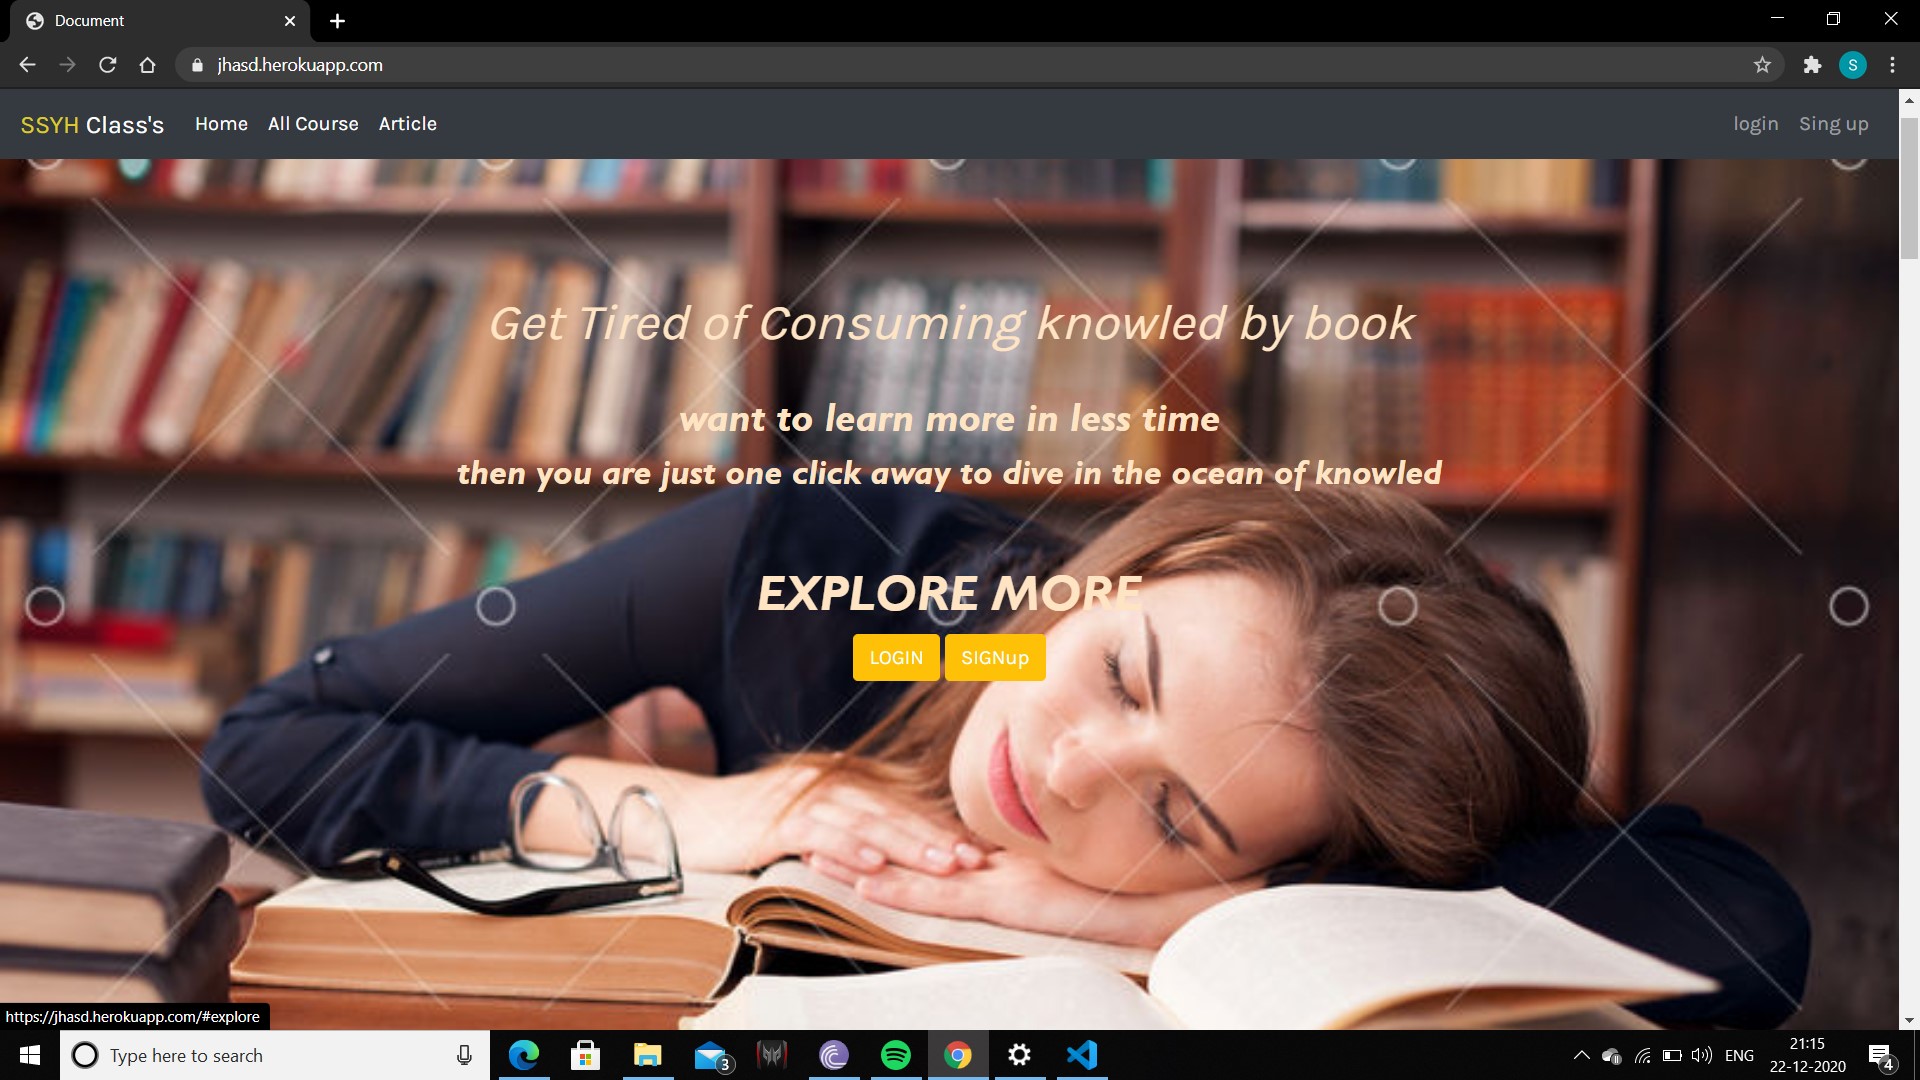 Document
jhasd.herokuapp.com
S
SSYH Class's Home All Course Article login Sing up
Get Tired of Consuming knowled by book
want to learn more in less time
then you are just one click away to dive in the ocean of knowled
EXPLORE MORE
LOGIN SIGNup
https://jhasd.herokuapp.com/#explore
Type here to search
3
ENG
21:15
22-12-2020
4